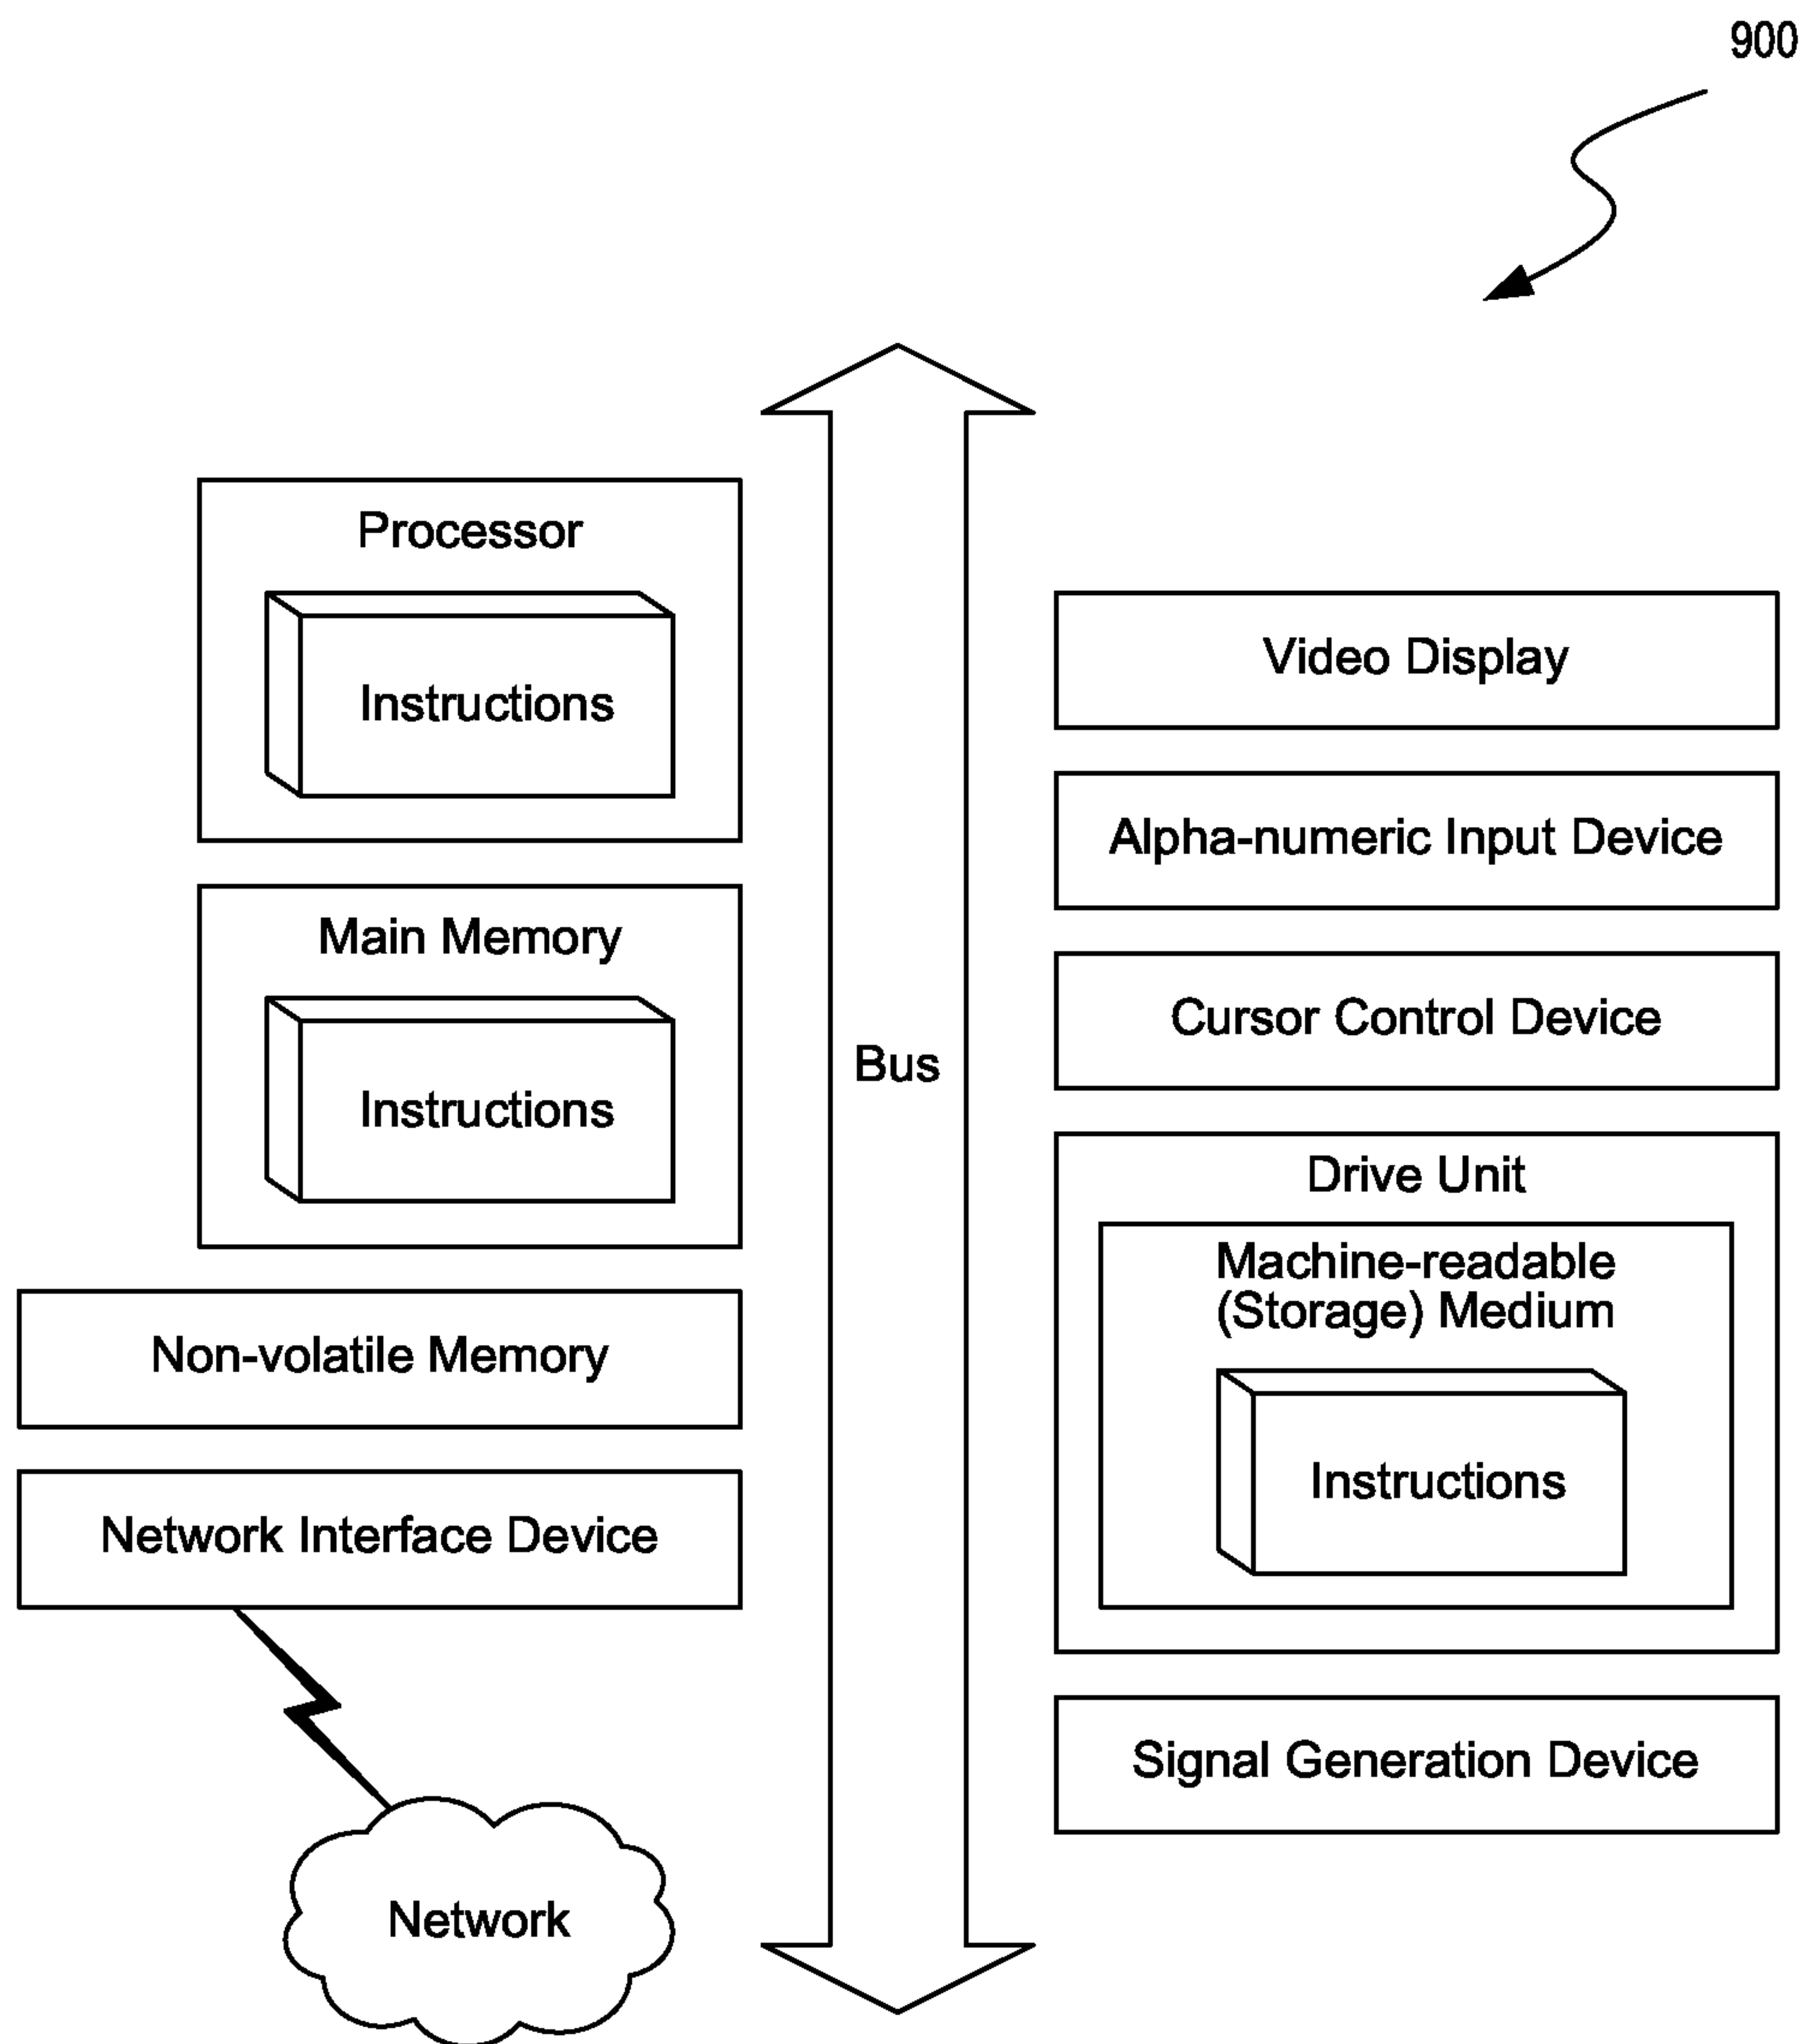 900
Processor
Instructions
Main Memory
Instructions
Non-volatile Memory
Network Interface Device
Network
Bus
Video Display
Alpha-numeric Input Device
Cursor Control Device
Drive Unit
Machine-readable
(Storage) Medium
Instructions
Signal Generation Device